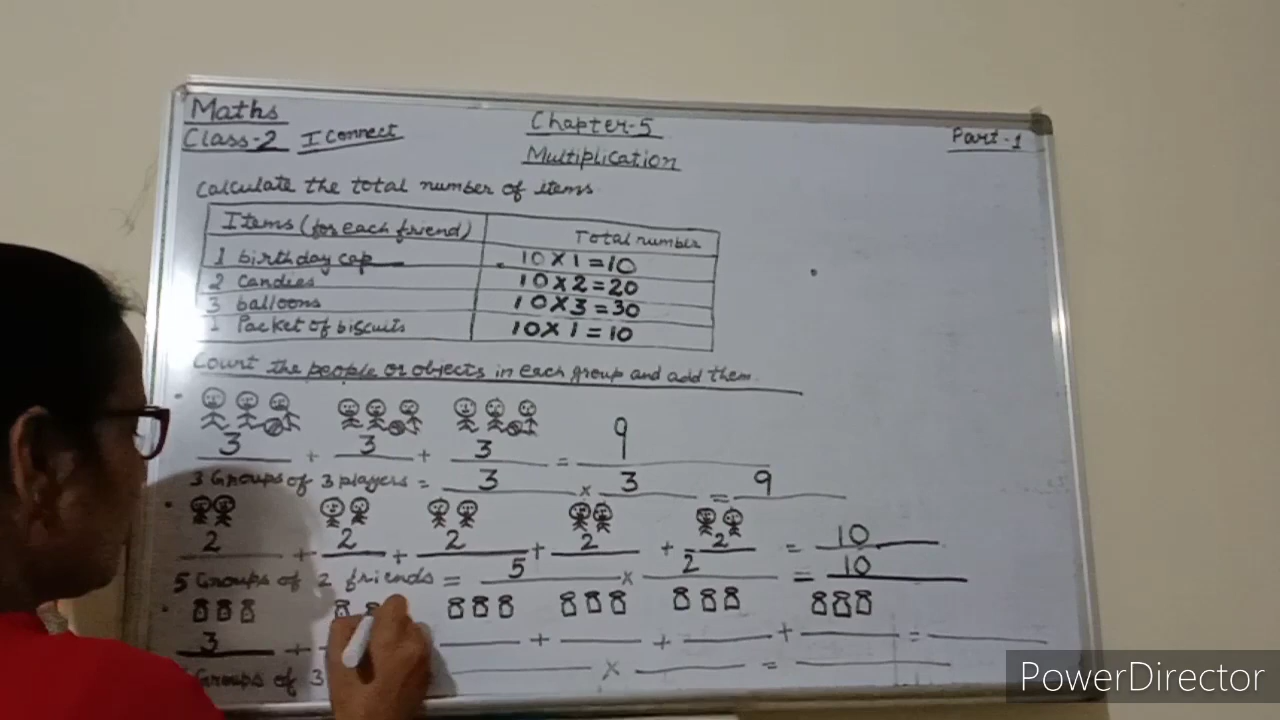 Maths
Class-2 I Connect
Chapter-5
Multiplication
Part-1
Calculate the total number of items
Items (for each friend) Total number
1 birthday cap 10 X 1 = 10
2 Candies 10 X 2 = 20
3 balloons 10 X 3 = 30
1 Packet of biscuits 10 X 1 = 10
Count the people or objects in each group and add them.
3 + 3 + 3 = 9
3 Groups of 3 players = 3 x 3 = 9
2 + 2 + 2 + 2 + 2 = 10
5 Groups of 2 friends = 5 x 2 = 10
3 + + + + =
Groups of 3 x =
PowerDirector